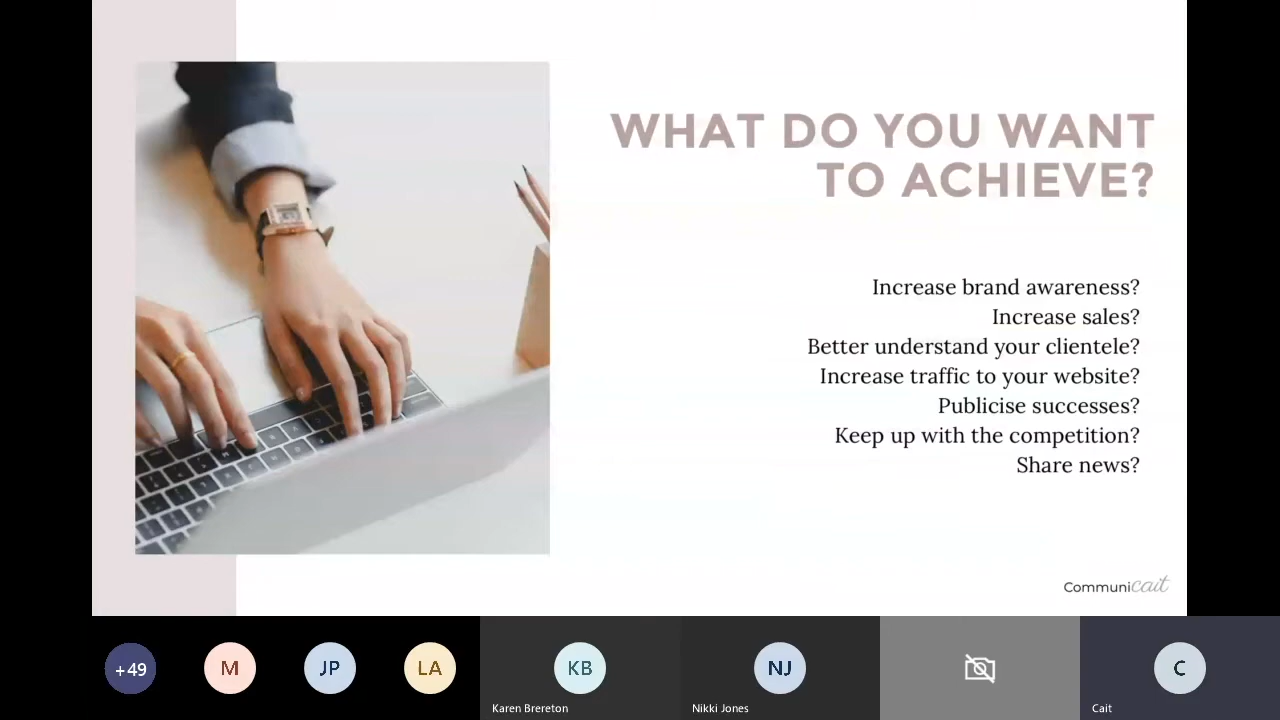 WHAT DO YOU WANT
TO ACHIEVE?
Increase brand awareness?
Increase sales?
Better understand your clientele?
Increase traffic to your website?
Publicise successes?
Keep up with the competition?
Share news?
Communicait
+49
M
JP
LA
KB
NJ
C
Karen Brereton
Nikki Jones
Cait